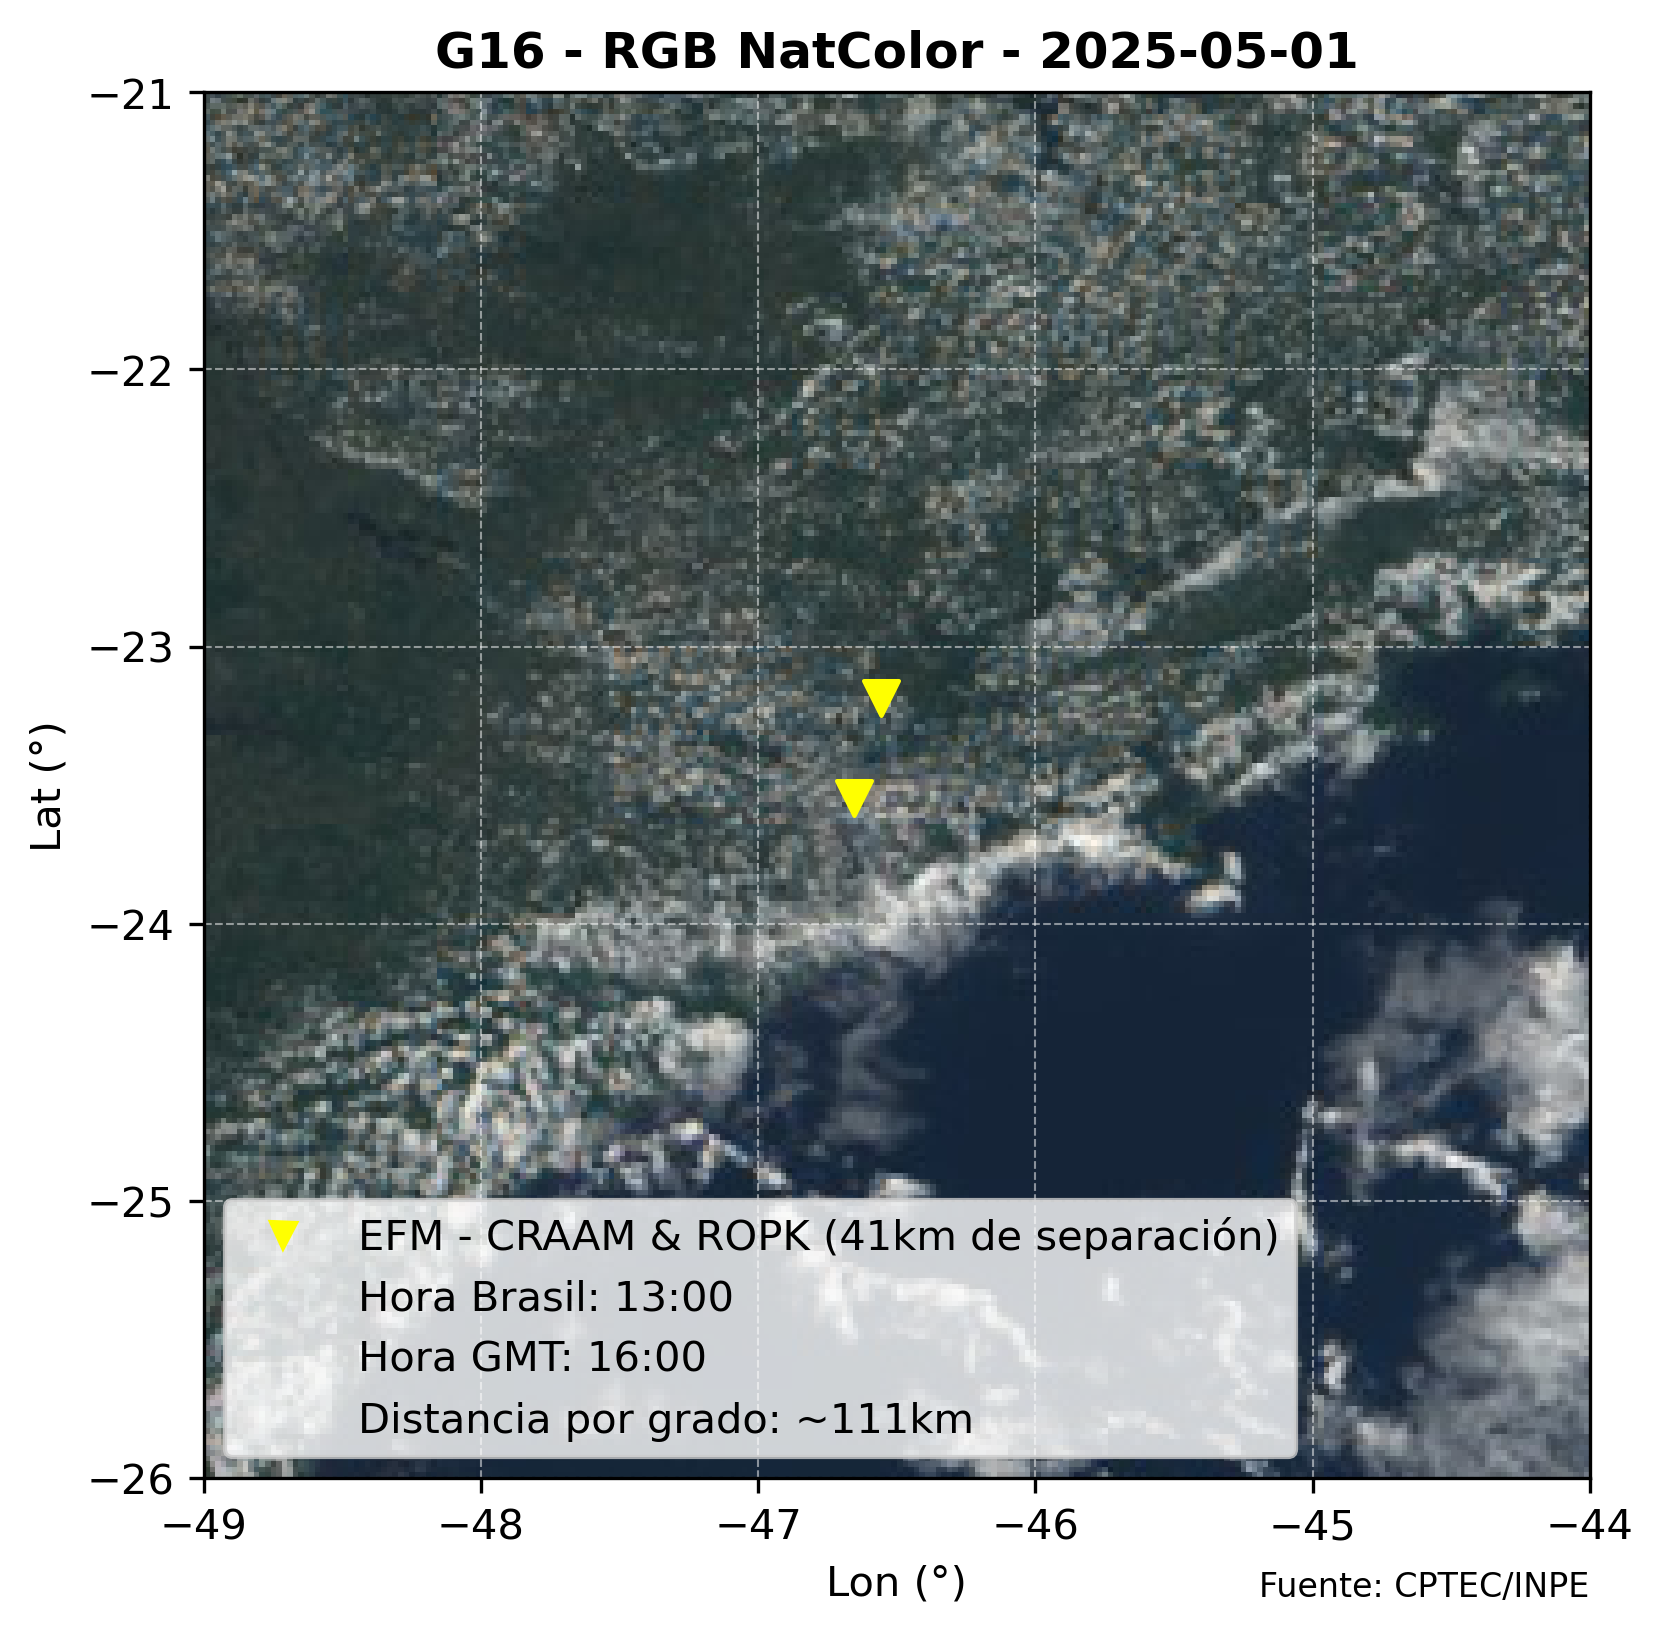 G16 - RGB NatColor - 2025-05-01
−21
−22
−23
−24
−25
−26
Lat (°)
EFM - CRAAM & ROPK (41km de separación)
Hora Brasil: 13:00
Hora GMT: 16:00
Distancia por grado: ~111km
−49 −48 −47 −46 −45 −44
Lon (°)
Fuente: CPTEC/INPE